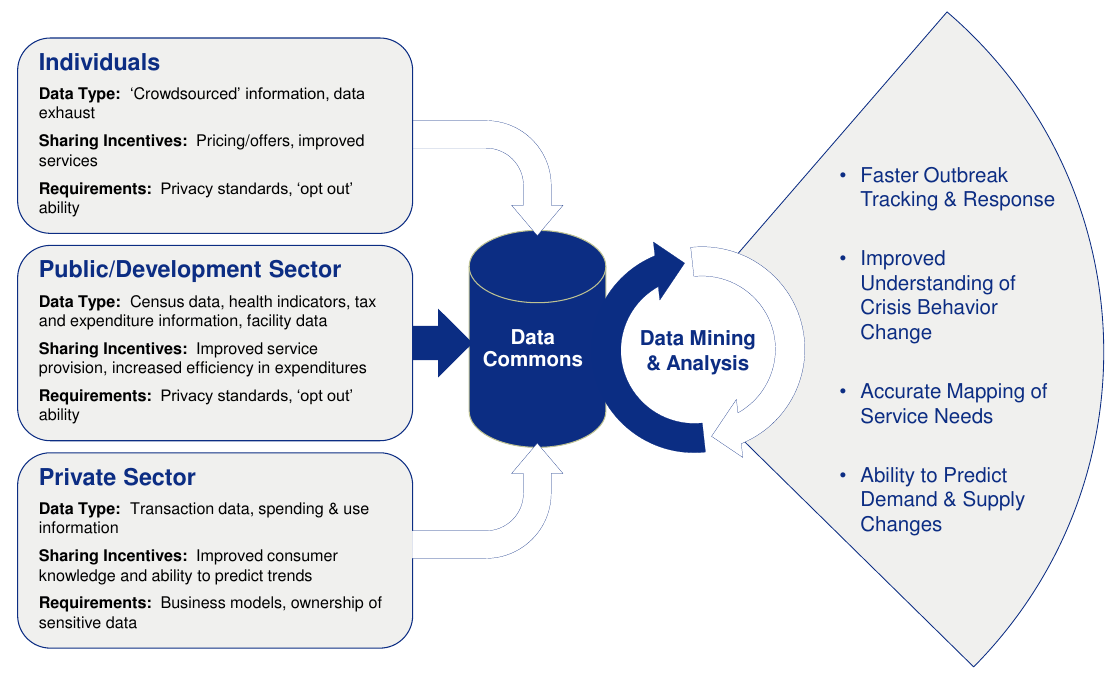 Individuals
Data Type:  ‘Crowdsourced’ information, data
exhaust
Sharing Incentives:  Pricing/offers, improved
services
Requirements:  Privacy standards, ‘opt out’
ability
Public/Development Sector
Data Type:  Census data, health indicators, tax
and expenditure information, facility data
Sharing Incentives:  Improved service
provision, increased efficiency in expenditures
Requirements:  Privacy standards, ‘opt out’
ability
Private Sector
Data Type:  Transaction data, spending & use
information
Sharing Incentives:  Improved consumer
knowledge and ability to predict trends
Requirements:  Business models, ownership of
sensitive data
Data
Commons
Data Mining
& Analysis
• Faster Outbreak
Tracking & Response
• Improved
Understanding of
Crisis Behavior
Change
• Accurate Mapping of
Service Needs
• Ability to Predict
Demand & Supply
Changes